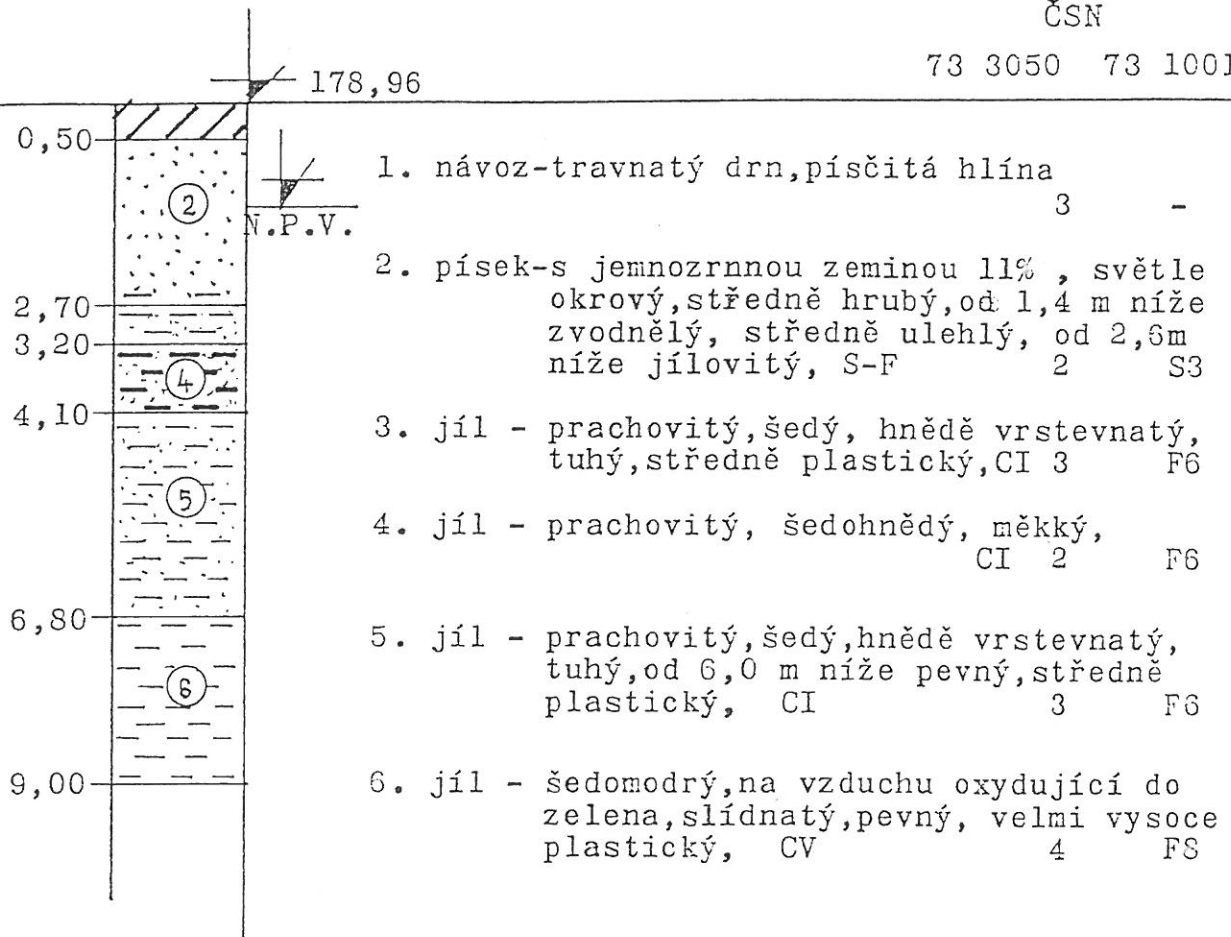 ČSN
73 3050 73 1001
178,96
0,50
2
N.P.V.
2,70
3,20
4
4,10
5
6,80
6
9,00
1. návoz-travnatý drn,písčitá hlína
3 -
2. písek-s jemnozrnnou zeminou 11% , světle
okrový,středně hrubý,od 1,4 m níže
zvodnělý, středně ulehlý, od 2,6m
níže jílovitý, S-F 2 S3
3. jíl - prachovitý,šedý, hnědě vrstevnatý,
tuhý,středně plastický,CI 3 F6
4. jíl - prachovitý, šedohnědý, měkký,
CI 2 F6
5. jíl - prachovitý,šedý,hnědě vrstevnatý,
tuhý,od 6,0 m níže pevný,středně
plastický, CI 3 F6
6. jíl - šedomodrý,na vzduchu oxydující do
zelena,slídnatý,pevný, velmi vysoce
plastický, CV 4 F8